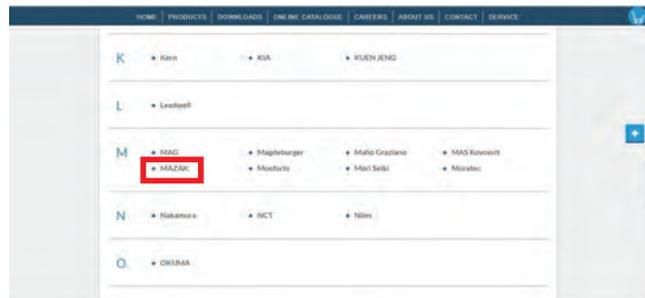 HOME | PRODUCTS | DOWNLOADS | ONLINE CATALOGUE | CAREERS | ABOUT US | CONTACT | SERVICE
K Kern KIA KUEN JENG
L Leadwell
M MAG Magdeburger Maho Graziano MAS Kovosvit
MAZAK Monforts Mori Seiki Muratec
N Nakamura NCT Niles
O OKUMA